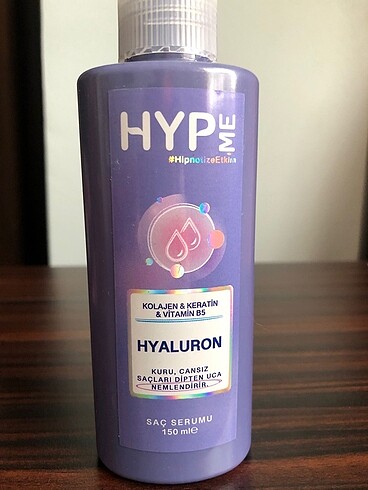 HYP
ME
#HipnotizeEtkinn
KOLAJEN & KERATİN
& VİTAMİN B5
HYALURON
KURU, CANSIZ
SAÇLARI DİPTEN UCA
NEMLENDİRİR.
SAÇ SERUMU
150 ml℮